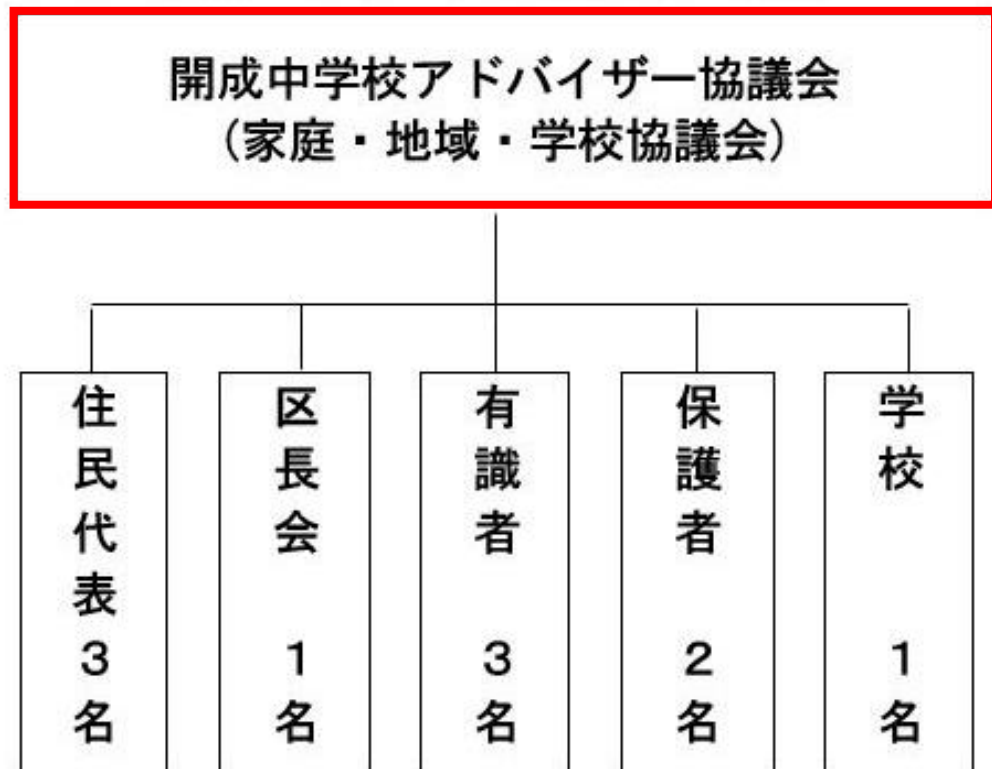 開成中学校アドバイザー協議会
（家庭・地域・学校協議会）
住民代表3名
区長会　1名
有識者　3名
保護者　2名
学校　1名